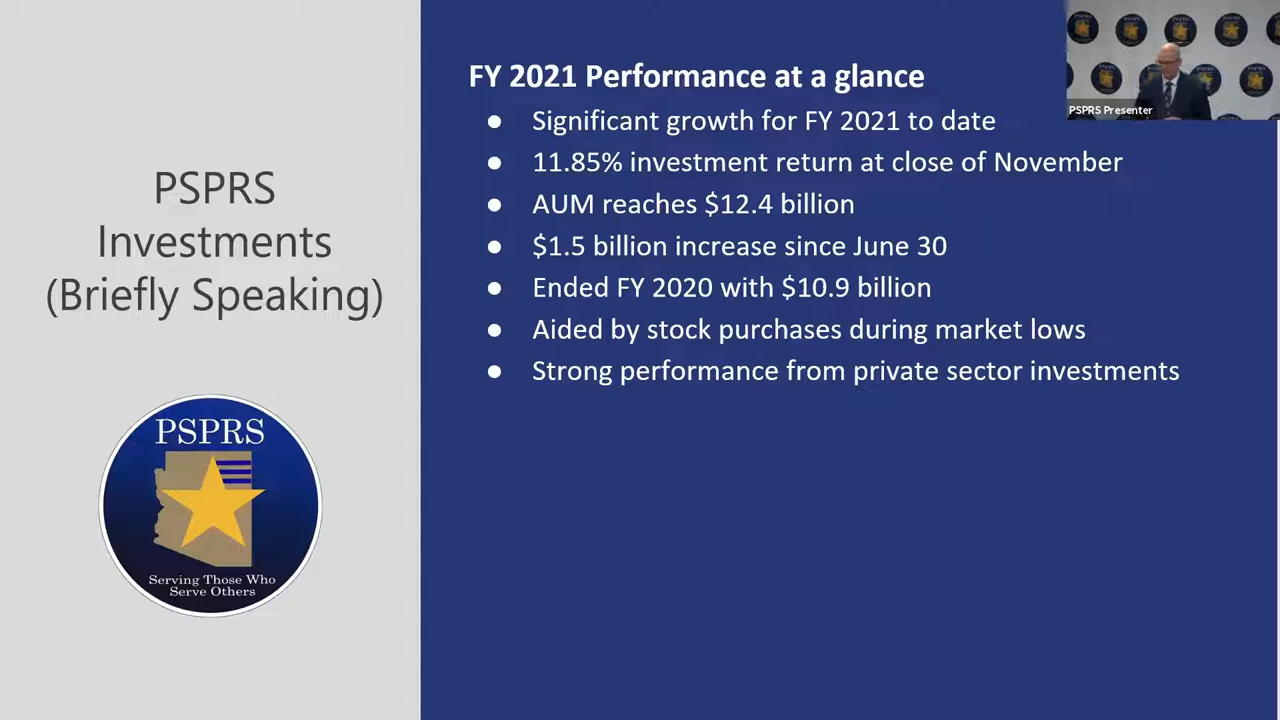 PSPRS
Investments
(Briefly Speaking)
PSPRS
Serving Those Who
Serve Others
FY 2021 Performance at a glance
● Significant growth for FY 2021 to date
● 11.85% investment return at close of November
● AUM reaches $12.4 billion
● $1.5 billion increase since June 30
● Ended FY 2020 with $10.9 billion
● Aided by stock purchases during market lows
● Strong performance from private sector investments
PSPRS Presenter